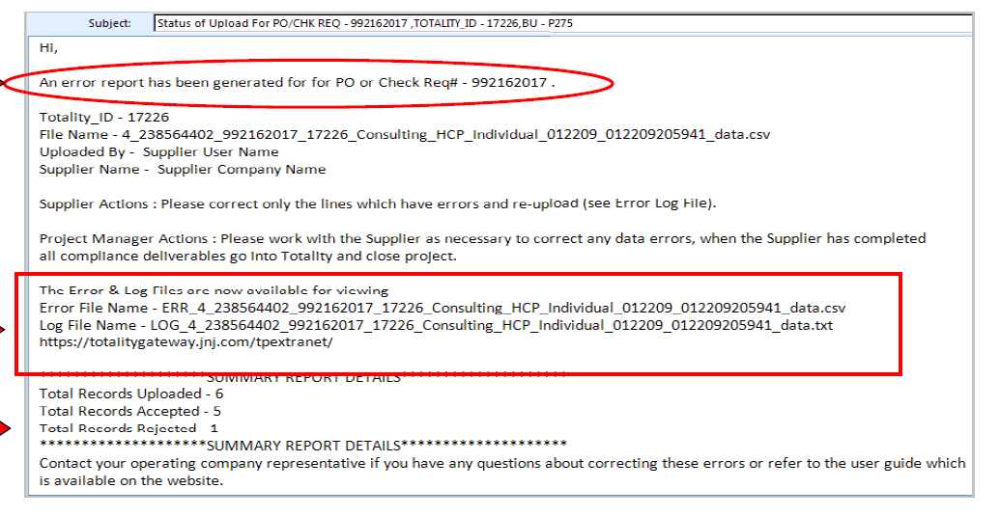 Subject: Status of Upload For PO/CHK REQ - 992162017 ,TOTALITY_ID - 17226,BU - P275
Hi,
An error report has been generated for for PO or Check Req# - 992162017 .
Totality_ID - 17226
File Name - 4_238564402_992162017_17226_Consulting_HCP_Individual_012209_012209205941_data.csv
Uploaded By - Supplier User Name
Supplier Name - Supplier Company Name
Supplier Actions : Please correct only the lines which have errors and re-upload (see Error Log File).
Project Manager Actions : Please work with the Supplier as necessary to correct any data errors, when the Supplier has completed
all compliance deliverables go into Totality and close project.
The Error & Log Files are now available for viewing
Error File Name - ERR_4_238564402_992162017_17226_Consulting_HCP_Individual_012209_012209205941_data.csv
Log File Name - LOG_4_238564402_992162017_17226_Consulting_HCP_Individual_012209_012209205941_data.txt
https://totalitygateway.jnj.com/tpextranet/
********************SUMMARY REPORT DETAILS********************
Total Records Uploaded - 6
Total Records Accepted - 5
Total Records Rejected - 1
********************SUMMARY REPORT DETAILS********************
Contact your operating company representative if you have any questions about correcting these errors or refer to the user guide which
is available on the website.